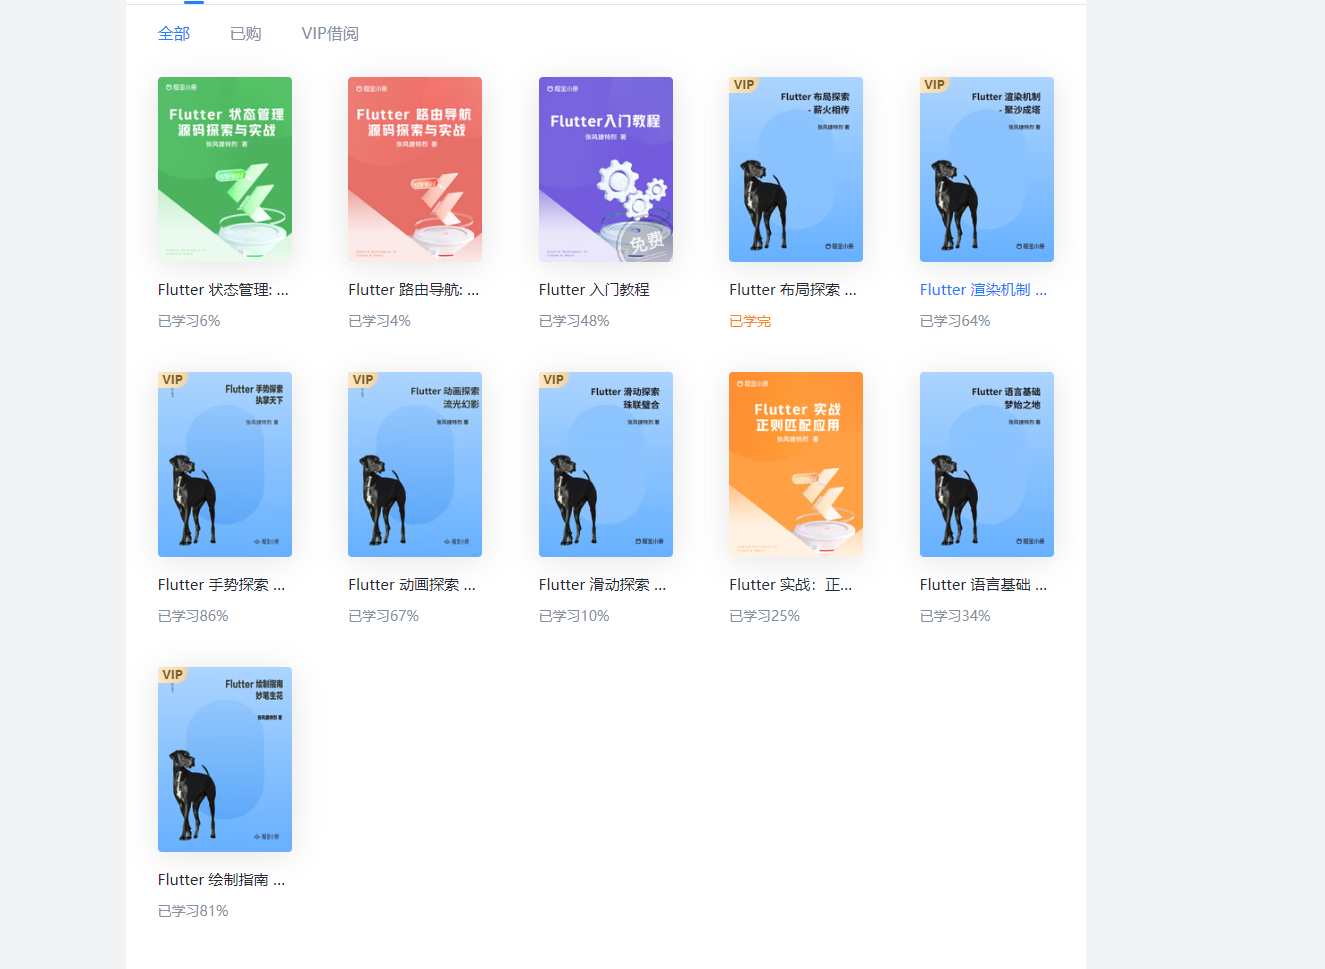 全部 已购 VIP借阅
掘金小册
Flutter 状态管理
源码探索与实战
张风捷特烈 著
掘金小册
Flutter 路由导航
源码探索与实战
张风捷特烈 著
掘金小册
Flutter入门教程
张风捷特烈 著
免费
VIP
Flutter 布局探索
- 薪火相传
张风捷特烈 著
掘金小册
VIP
Flutter 渲染机制
- 聚沙成塔
张风捷特烈 著
掘金小册
Flutter 状态管理: ...
Flutter 路由导航: ...
Flutter 入门教程
Flutter 布局探索 ...
Flutter 渲染机制 ...
已学习6%
已学习4%
已学习48%
已学完
已学习64%
VIP
Flutter 手势探索
执掌天下
张风捷特烈 著
掘金小册
VIP
Flutter 动画探索
流光幻影
张风捷特烈 著
掘金小册
VIP
Flutter 滑动探索
珠联璧合
张风捷特烈 著
掘金小册
掘金小册
Flutter 实战
正则匹配应用
张风捷特烈 著
Flutter 语言基础
梦始之地
张风捷特烈 著
掘金小册
Flutter 手势探索 ...
Flutter 动画探索 ...
Flutter 滑动探索 ...
Flutter 实战：正...
Flutter 语言基础 ...
已学习86%
已学习67%
已学习10%
已学习25%
已学习34%
VIP
Flutter 绘制指南
妙笔生花
张风捷特烈 著
掘金小册
Flutter 绘制指南 ...
已学习81%